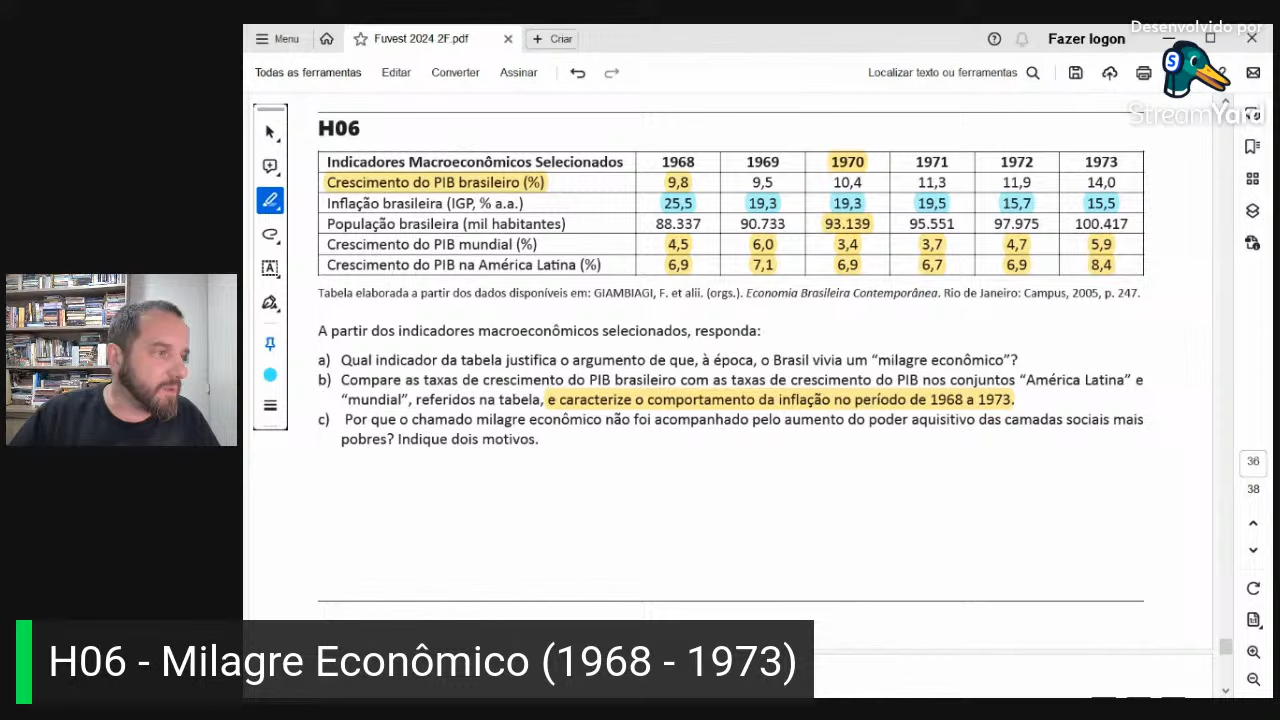 Desenvolvido por
StreamYard
Menu
Fuvest 2024 2F.pdf
Criar
Fazer logon
Todas as ferramentas
Editar
Converter
Assinar
Localizar texto ou ferramentas
H06
Indicadores Macroeconômicos Selecionados 1968 1969 1970 1971 1972 1973
Crescimento do PIB brasileiro (%) 9,8 9,5 10,4 11,3 11,9 14,0
Inflação brasileira (IGP, % a.a.) 25,5 19,3 19,3 19,5 15,7 15,5
População brasileira (mil habitantes) 88.337 90.733 93.139 95.551 97.975 100.417
Crescimento do PIB mundial (%) 4,5 6,0 3,4 3,7 4,7 5,9
Crescimento do PIB na América Latina (%) 6,9 7,1 6,9 6,7 6,9 8,4
Tabela elaborada a partir dos dados disponíveis em: GIAMBIAGI, F. et alii. (orgs.). Economia Brasileira Contemporânea. Rio de Janeiro: Campus, 2005, p. 247.
A partir dos indicadores macroeconômicos selecionados, responda:
a) Qual indicador da tabela justifica o argumento de que, à época, o Brasil vivia um “milagre econômico”?
b) Compare as taxas de crescimento do PIB brasileiro com as taxas de crescimento do PIB nos conjuntos “América Latina” e
“mundial”, referidos na tabela, e caracterize o comportamento da inflação no período de 1968 a 1973.
c) Por que o chamado milagre econômico não foi acompanhado pelo aumento do poder aquisitivo das camadas sociais mais
pobres? Indique dois motivos.
36
38
H06 - Milagre Econômico (1968 - 1973)